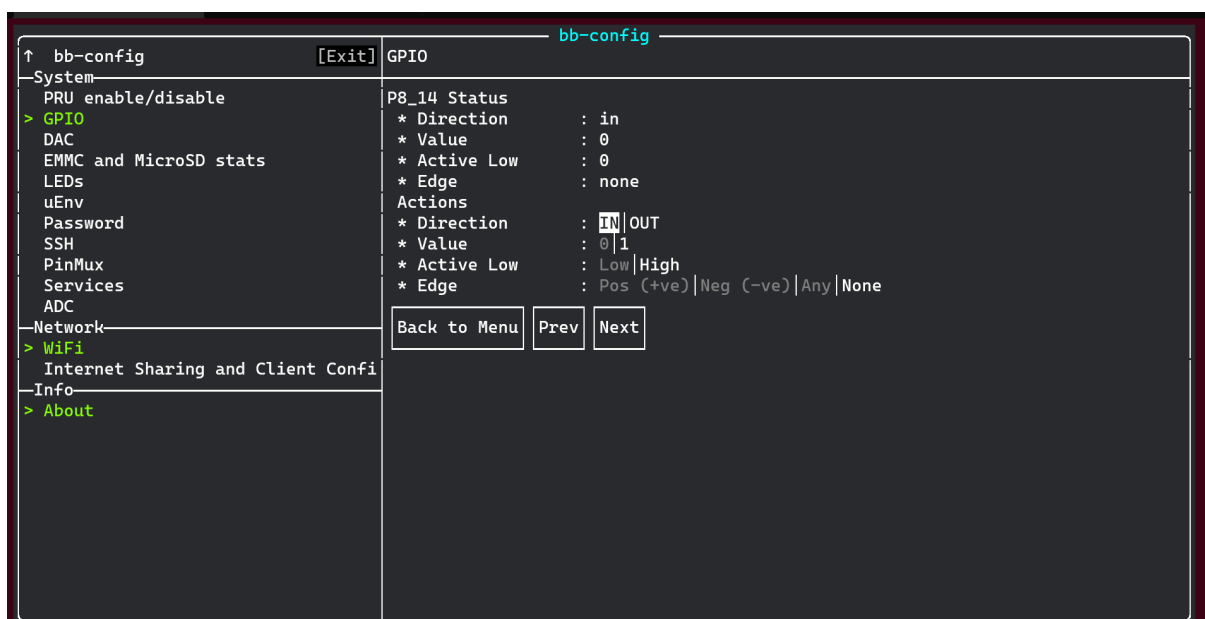 bb-config
↑ bb-config [Exit]
System
PRU enable/disable
> GPIO
DAC
EMMC and MicroSD stats
LEDs
uEnv
Password
SSH
PinMux
Services
ADC
Network
> WiFi
Internet Sharing and Client Confi
Info
> About
GPIO
P8_14 Status
* Direction : in
* Value : 0
* Active Low : 0
* Edge : none
Actions
* Direction : IN|OUT
* Value : 0|1
* Active Low : Low|High
* Edge : Pos (+ve)|Neg (-ve)|Any|None
Back to Menu Prev Next